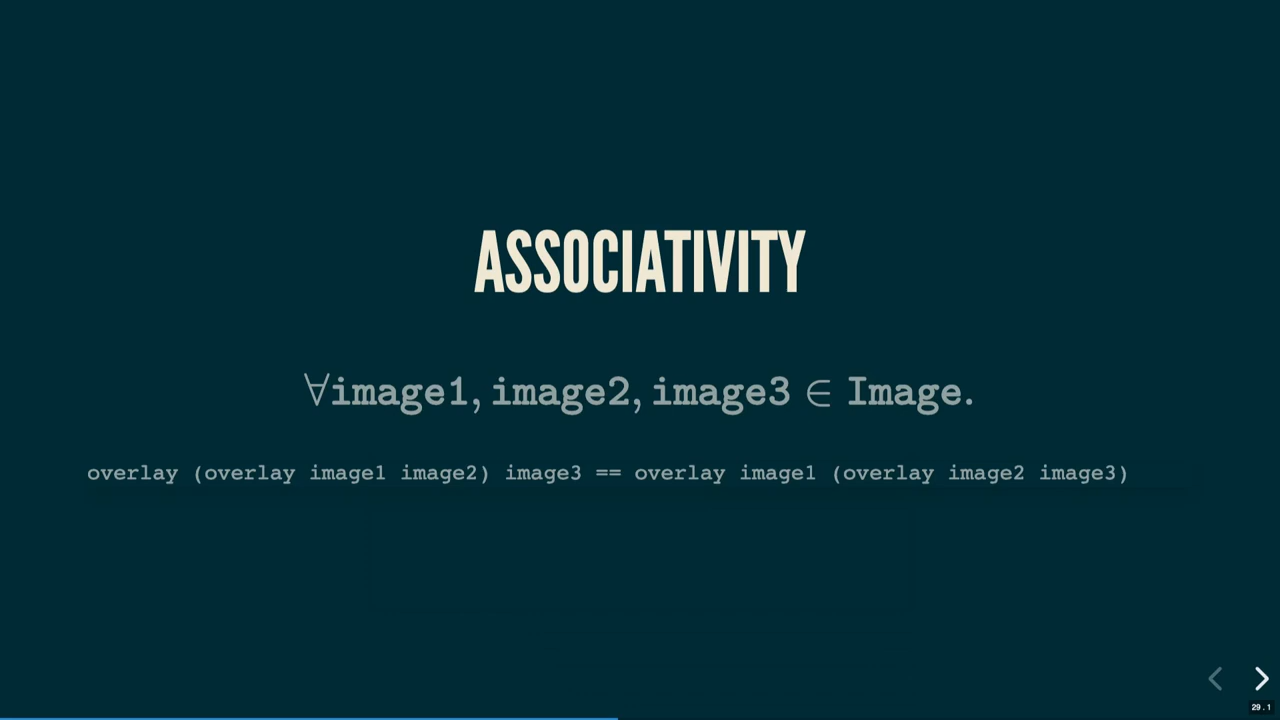 ASSOCIATIVITY
∀image1, image2, image3 ∈ Image.
overlay (overlay image1 image2) image3 == overlay image1 (overlay image2 image3)
29.1